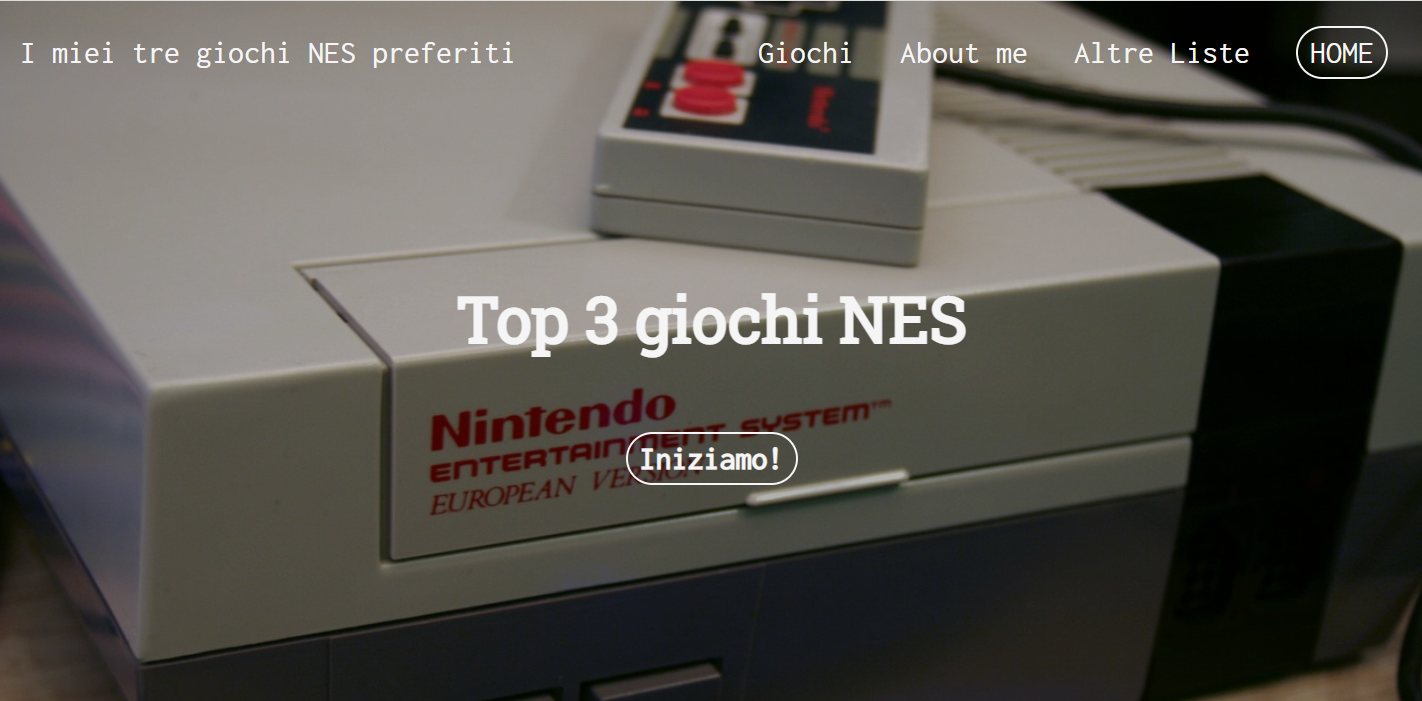 I miei tre giochi NES preferiti
Giochi
About me
Altre Liste
HOME
Top 3 giochi NES
Nintendo
ENTERTAINMENT SYSTEM™
EUROPEAN VERSION
Iniziamo!